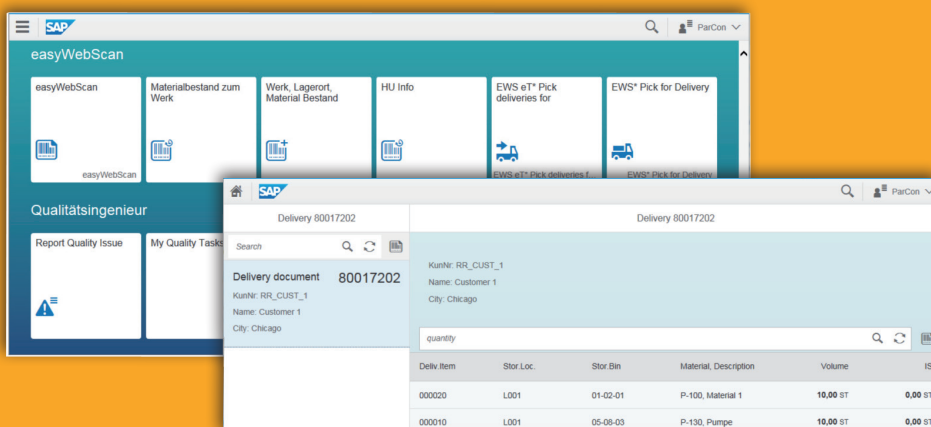 SAP
ParCon
easyWebScan
easyWebScan
Materialbestand zum
Werk
Werk, Lagerort,
Material Bestand
HU Info
EWS eT* Pick
deliveries for
EWS* Pick for Delivery
easyWebScan
EWS eT* Pick deliveries f...
EWS* Pick for Delivery
Qualitätsingenieur
Report Quality Issue
My Quality Tasks
SAP
ParCon
Delivery 80017202
Delivery 80017202
Search
Delivery document 80017202
KunNr: RR_CUST_1
Name: Customer 1
City: Chicago
KunNr: RR_CUST_1
Name: Customer 1
City: Chicago
quantity
Deliv.Item Stor.Loc. Stor.Bin Material, Description Volume IS
000020 L001 01-02-01 P-100, Material 1 10,00 ST 0,00 ST
000010 L001 05-08-03 P-130, Pumpe 10,00 ST 0,00 ST